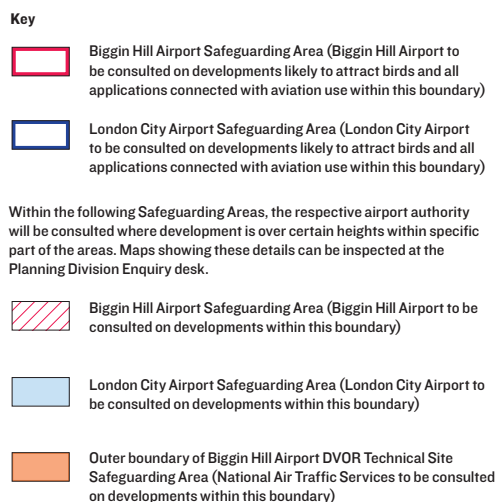 Key
Biggin Hill Airport Safeguarding Area (Biggin Hill Airport to
be consulted on developments likely to attract birds and all
applications connected with aviation use within this boundary)
London City Airport Safeguarding Area (London City Airport
to be consulted on developments likely to attract birds and all
applications connected with aviation use within this boundary)
Within the following Safeguarding Areas, the respective airport authority
will be consulted where development is over certain heights within specific
part of the areas. Maps showing these details can be inspected at the
Planning Division Enquiry desk.
Biggin Hill Airport Safeguarding Area (Biggin Hill Airport to be
consulted on developments within this boundary)
London City Airport Safeguarding Area (London City Airport to
be consulted on developments within this boundary)
Outer boundary of Biggin Hill Airport DVOR Technical Site
Safeguarding Area (National Air Traffic Services to be consulted
on developments within this boundary)